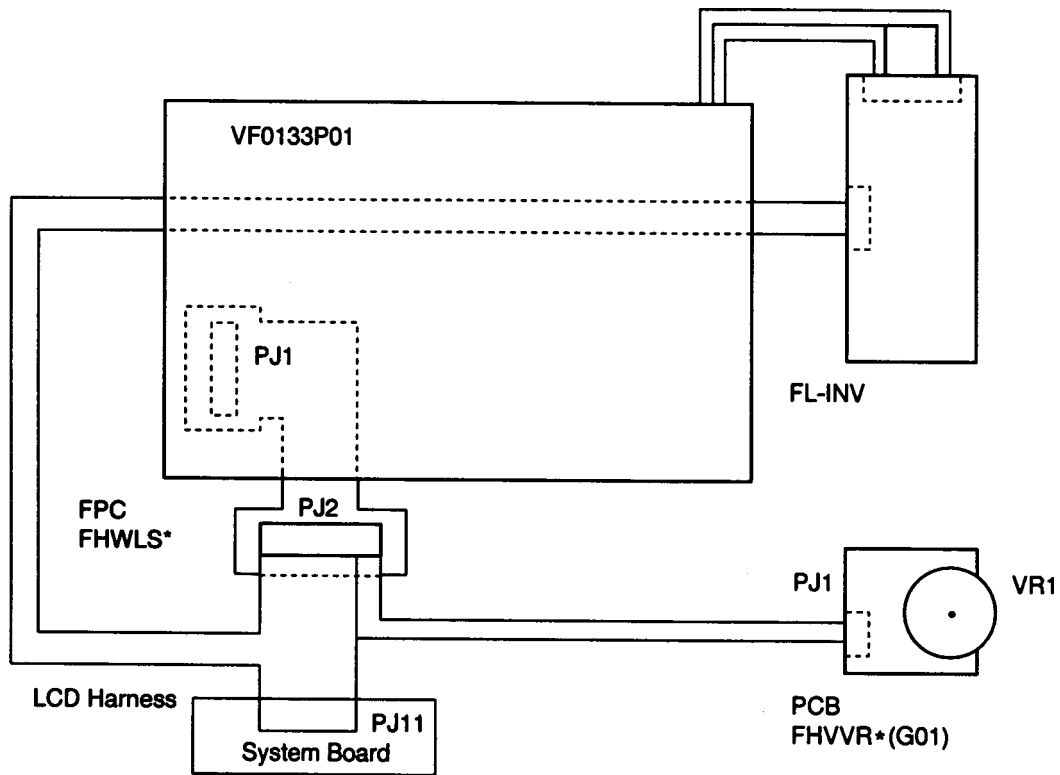 VF0133P01
PJ1
FL-INV
FPC
FHWLS*
PJ2
PJ1
VR1
LCD Harness
PJ11
System Board
PCB
FHVVR*(G01)